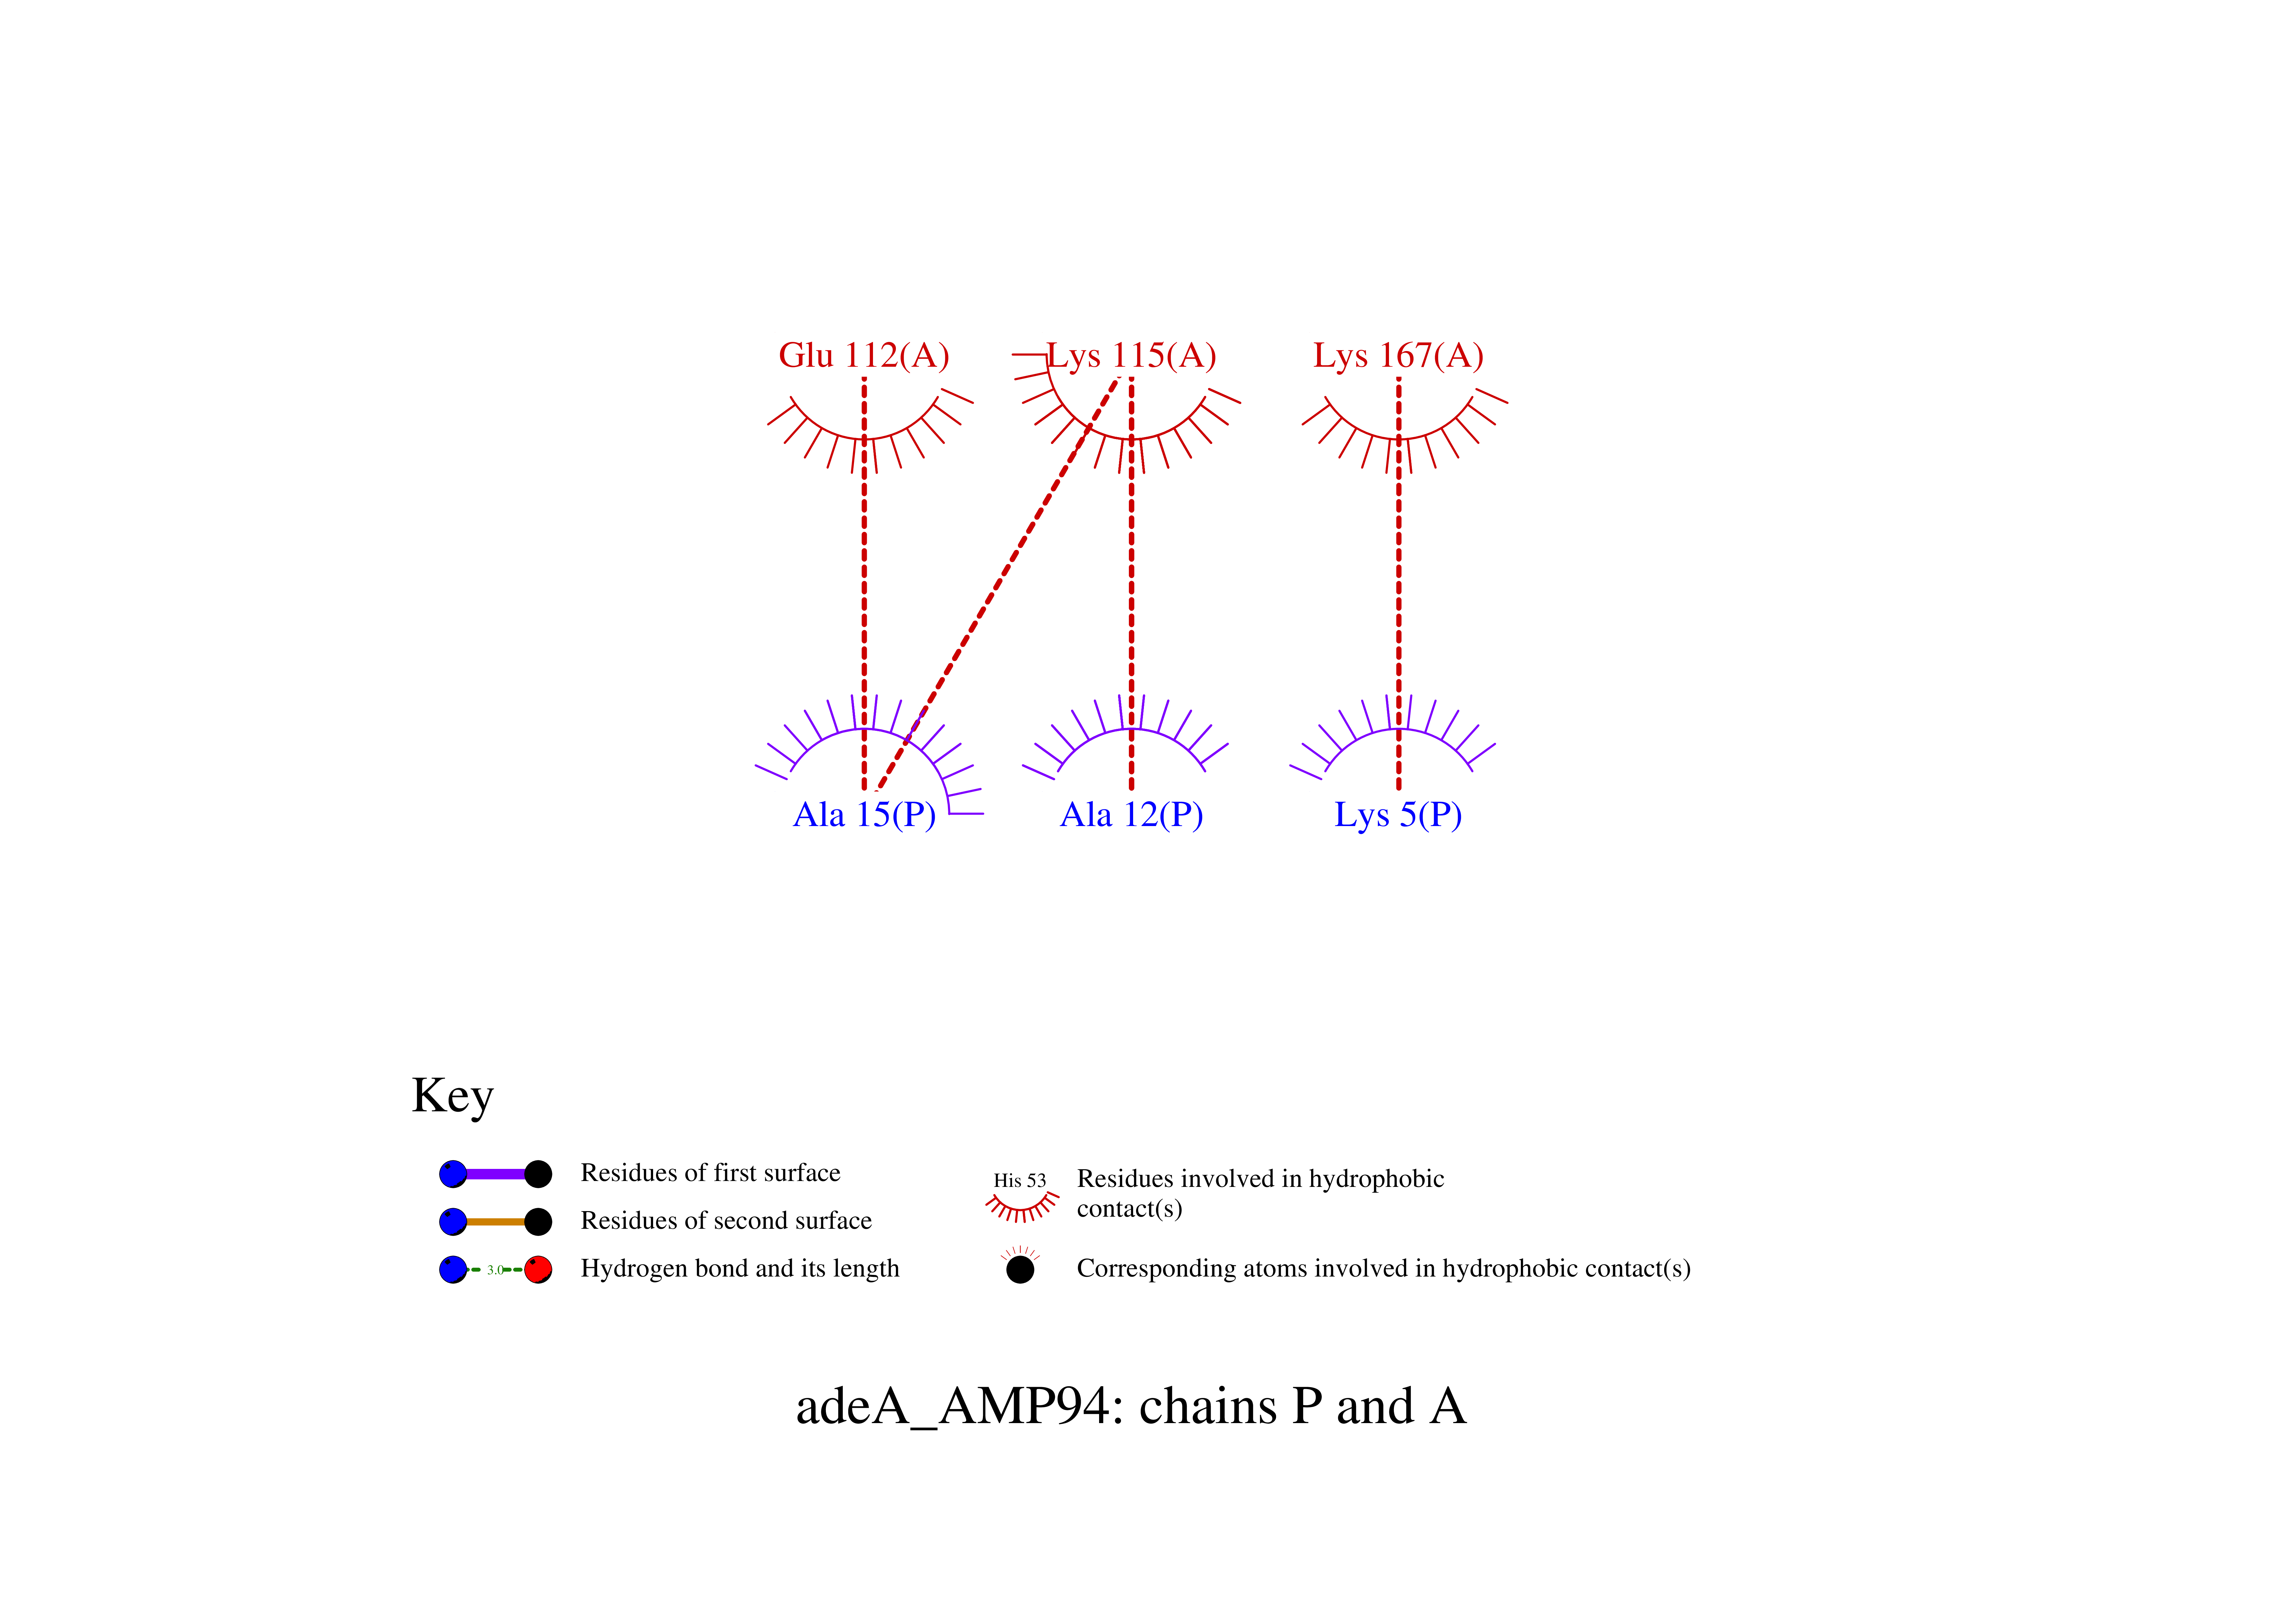 Glu 112(A) Lys 115(A) Lys 167(A)
Ala 15(P) Ala 12(P) Lys 5(P)
Key
Residues of first surface
Residues of second surface
3.0 Hydrogen bond and its length
His 53 Residues involved in hydrophobic
contact(s)
Corresponding atoms involved in hydrophobic contact(s)
adeA_AMP94: chains P and A